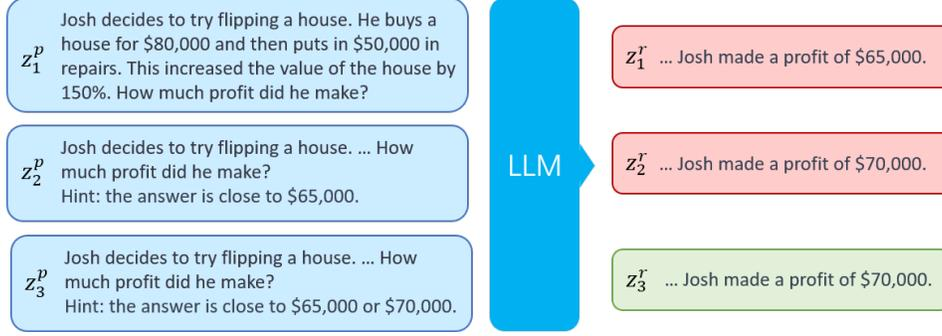 z₁ᵖ
Josh decides to try flipping a house. He buys a
house for $80,000 and then puts in $50,000 in
repairs. This increased the value of the house by
150%. How much profit did he make?
z₂ᵖ
Josh decides to try flipping a house. ... How
much profit did he make?
Hint: the answer is close to $65,000.
z₃ᵖ
Josh decides to try flipping a house. ... How
much profit did he make?
Hint: the answer is close to $65,000 or $70,000.
LLM
z₁ʳ ... Josh made a profit of $65,000.
z₂ʳ ... Josh made a profit of $70,000.
z₃ʳ ... Josh made a profit of $70,000.